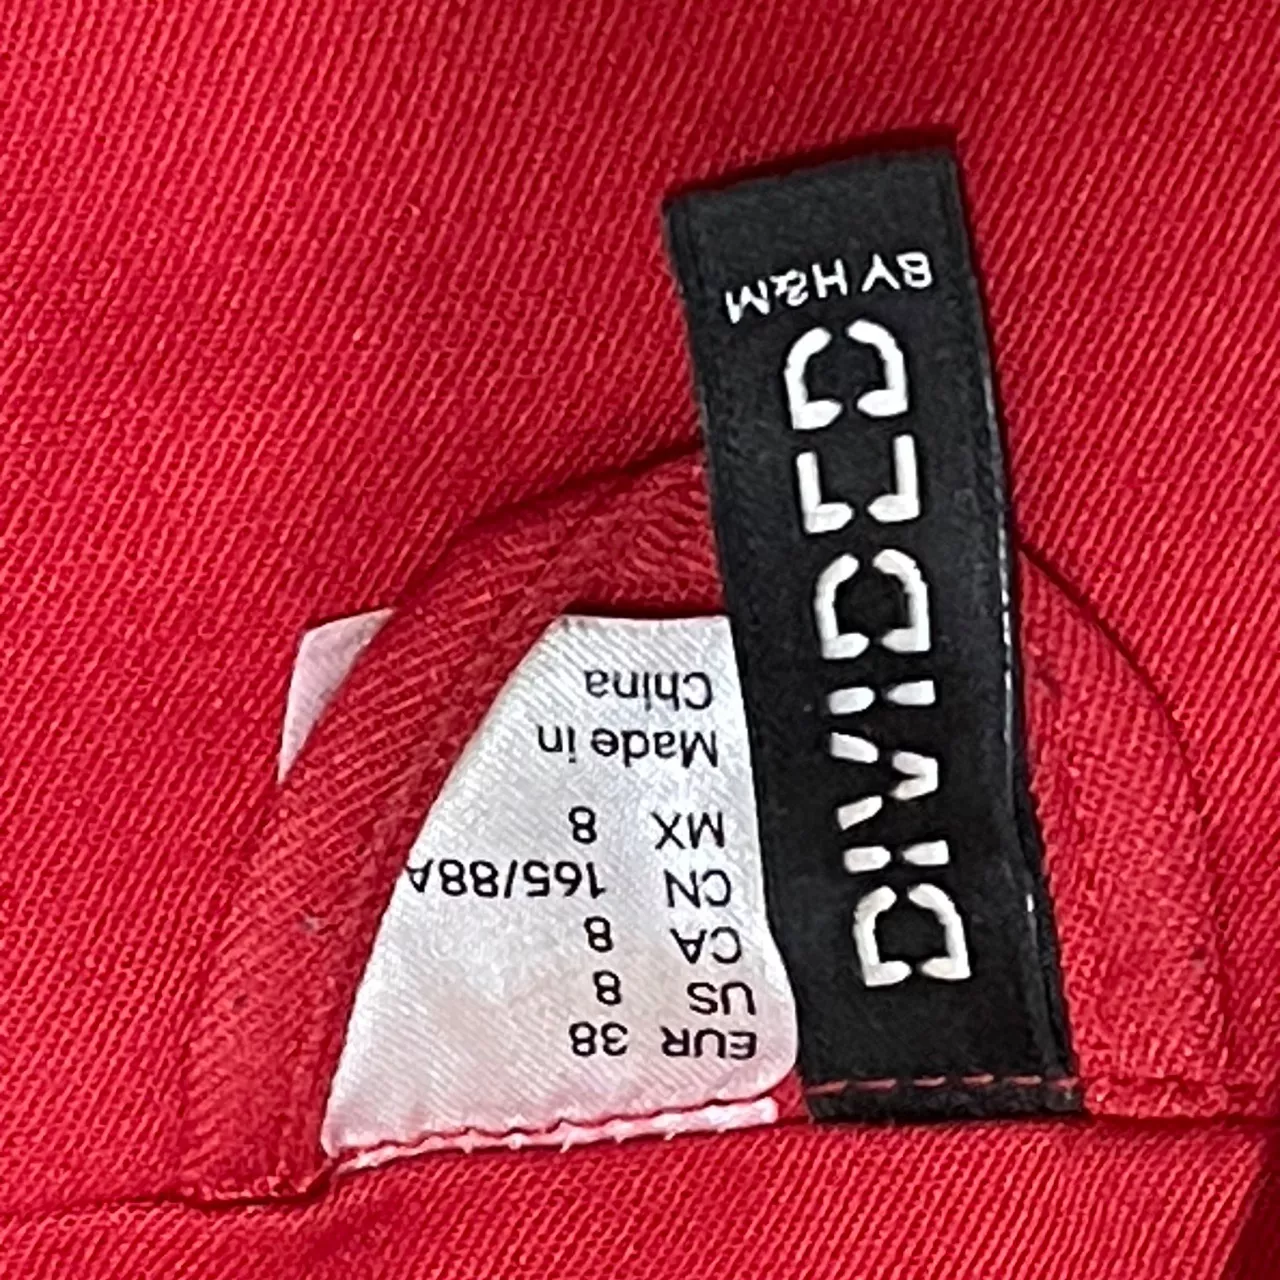 DIVIDED
BY H&M
EUR 38
US 8
CA 8
CN 165/88A
MX 8
Made in
China